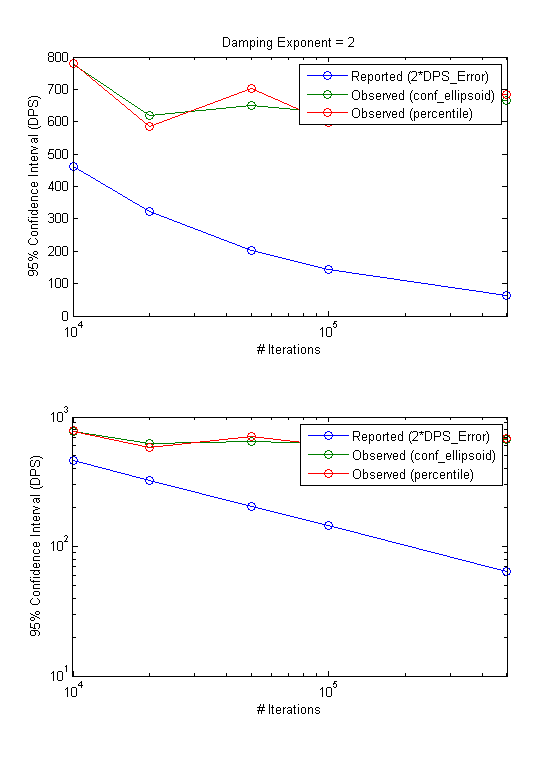 Damping Exponent = 2
800
700
600
500
400
300
200
100
0
95% Confidence Interval (DPS)
Reported (2*DPS_Error)
Observed (conf_ellipsoid)
Observed (percentile)
10^4
10^5
# Iterations
10^3
10^2
10^1
95% Confidence Interval (DPS)
Reported (2*DPS_Error)
Observed (conf_ellipsoid)
Observed (percentile)
10^4
10^5
# Iterations